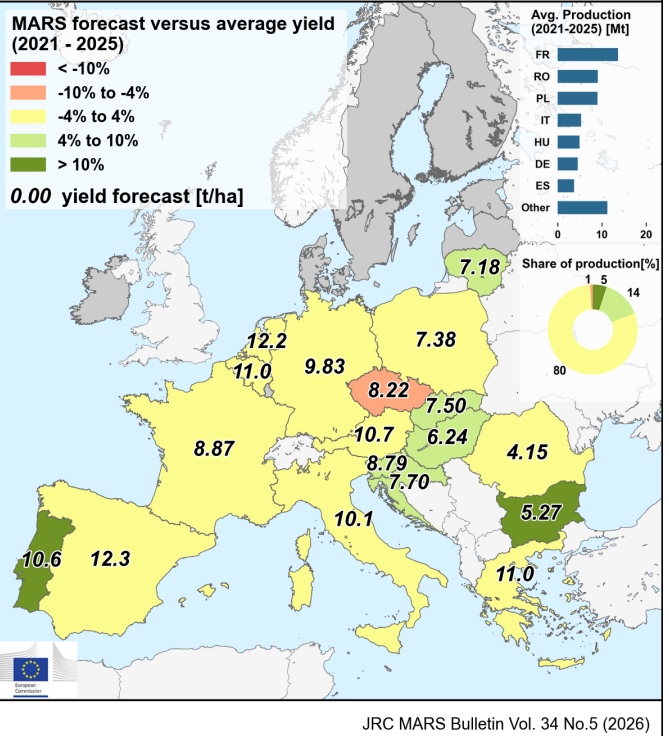 MARS forecast versus average yield
(2021 - 2025)
< -10%
-10% to -4%
-4% to 4%
4% to 10%
> 10%
0.00 yield forecast [t/ha]
Avg. Production
(2021-2025) [Mt]
FR
RO
PL
IT
HU
DE
ES
Other
0 10 20
Share of production[%]
1 5
14
80
7.18
12.2
7.38
11.0
9.83
8.22
7.50
10.7
6.24
8.87
4.15
8.79
7.70
5.27
10.1
10.6
12.3
11.0
European
Commission
JRC MARS Bulletin Vol. 34 No.5 (2026)